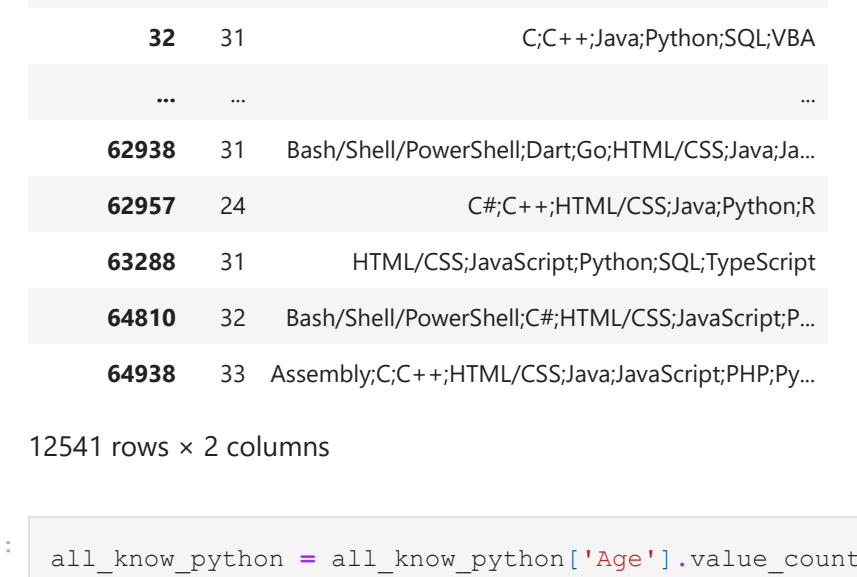 32 31 C;C++;Java;Python;SQL;VBA
... ... ...
62938 31 Bash/Shell/PowerShell;Dart;Go;HTML/CSS;Java;Ja...
62957 24 C#;C++;HTML/CSS;Java;Python;R
63288 31 HTML/CSS;JavaScript;Python;SQL;TypeScript
64810 32 Bash/Shell/PowerShell;C#;HTML/CSS;JavaScript;P...
64938 33 Assembly;C;C++;HTML/CSS;Java;JavaScript;PHP;Py...
12541 rows × 2 columns
: all_know_python = all_know_python['Age'].value_count